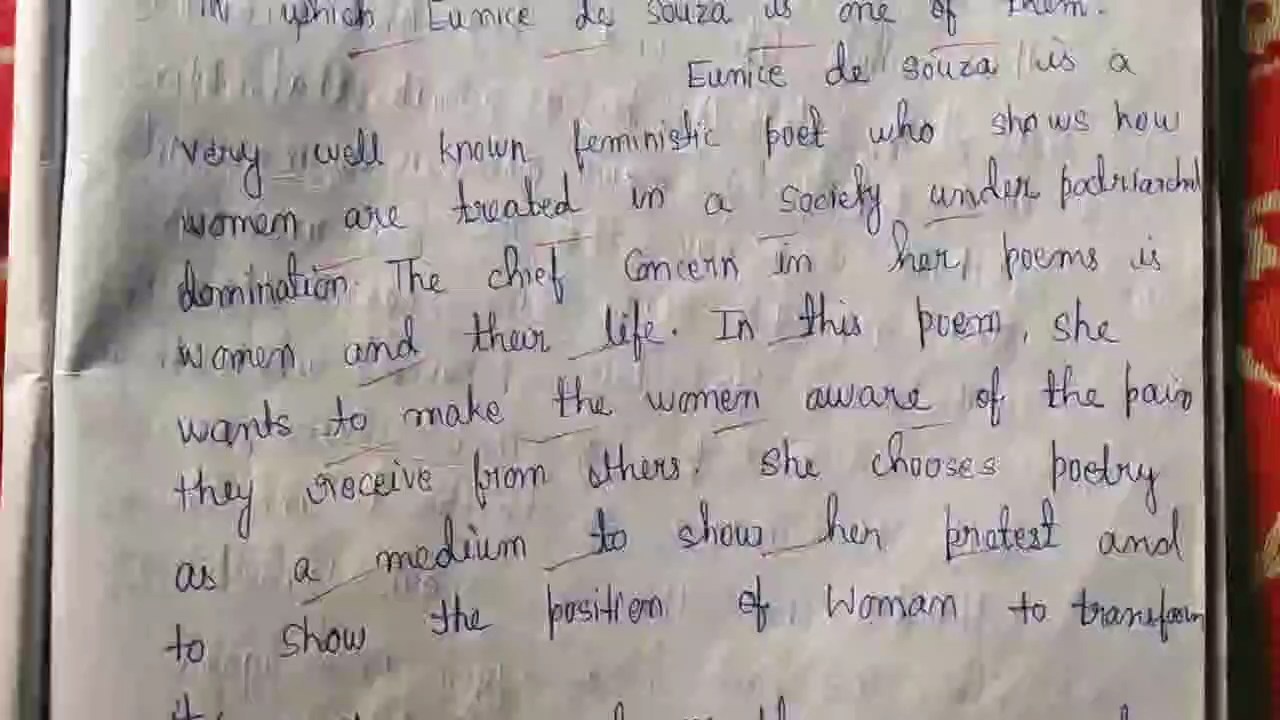 in which Eunice de Souza is one of them.
Eunice de Souza is a
very well known feministic poet who shows how
women are treated in a society under patriarchal
domination. The chief concern in her poems is
women and their life. In this poem, she
wants to make the women aware of the pain
they receive from others. She chooses poetry
as a medium to show her protest and
to show the position of woman to transform
it